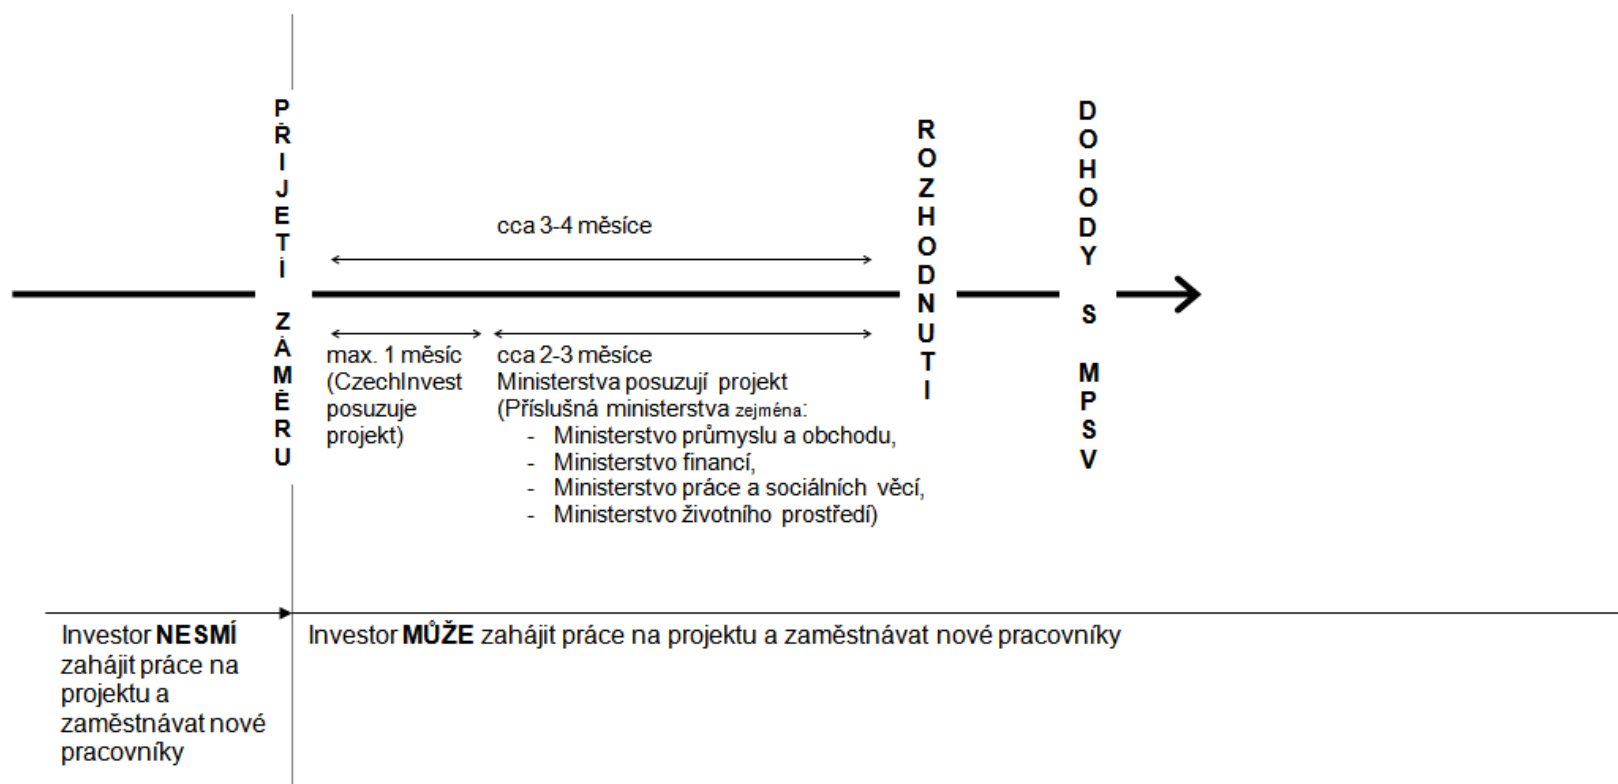 PŘIJETÍ ZÁMĚRU
ROZHODNUTI
DOHODY S MPSV
cca 3-4 měsíce
max. 1 měsíc
(CzechInvest
posuzuje
projekt)
cca 2-3 měsíce
Ministerstva posuzují projekt
(Příslušná ministerstva zejména:
- Ministerstvo průmyslu a obchodu,
- Ministerstvo financí,
- Ministerstvo práce a sociálních věcí,
- Ministerstvo životního prostředí)
Investor NESMÍ
zahájit práce na
projektu a
zaměstnávat nové
pracovníky
Investor MŮŽE zahájit práce na projektu a zaměstnávat nové pracovníky